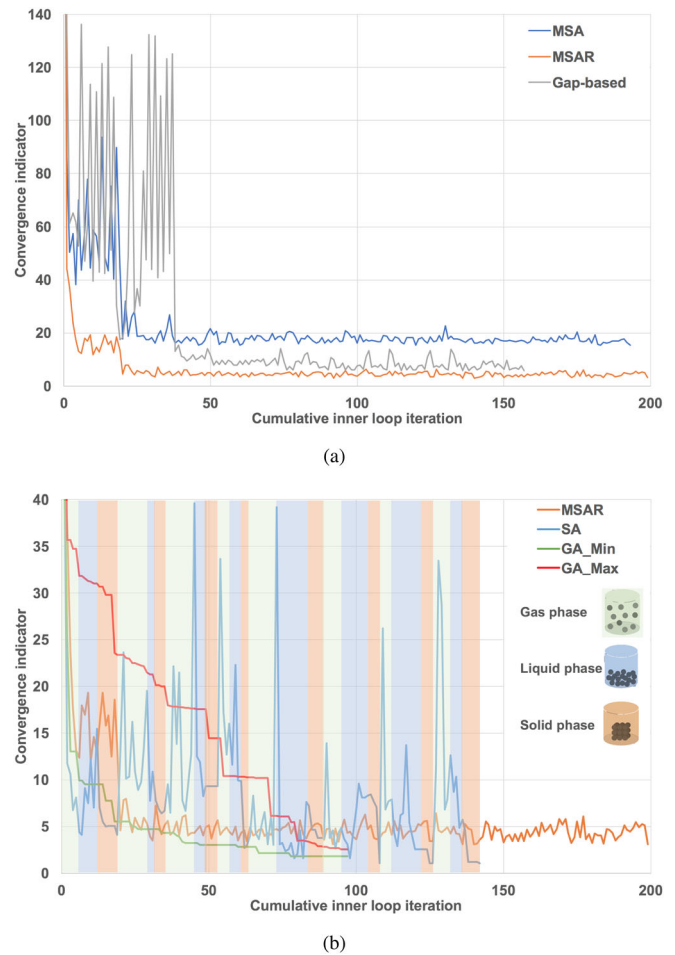 140
120
100
80
60
40
20
0
Convergence indicator
MSA
MSAR
Gap-based
0
50
100
150
200
Cumulative inner loop iteration
(a)
40
35
30
25
20
15
10
5
0
Convergence indicator
MSAR
SA
GA_Min
GA_Max
Gas phase
Liquid phase
Solid phase
0
50
100
150
200
Cumulative inner loop iteration
(b)